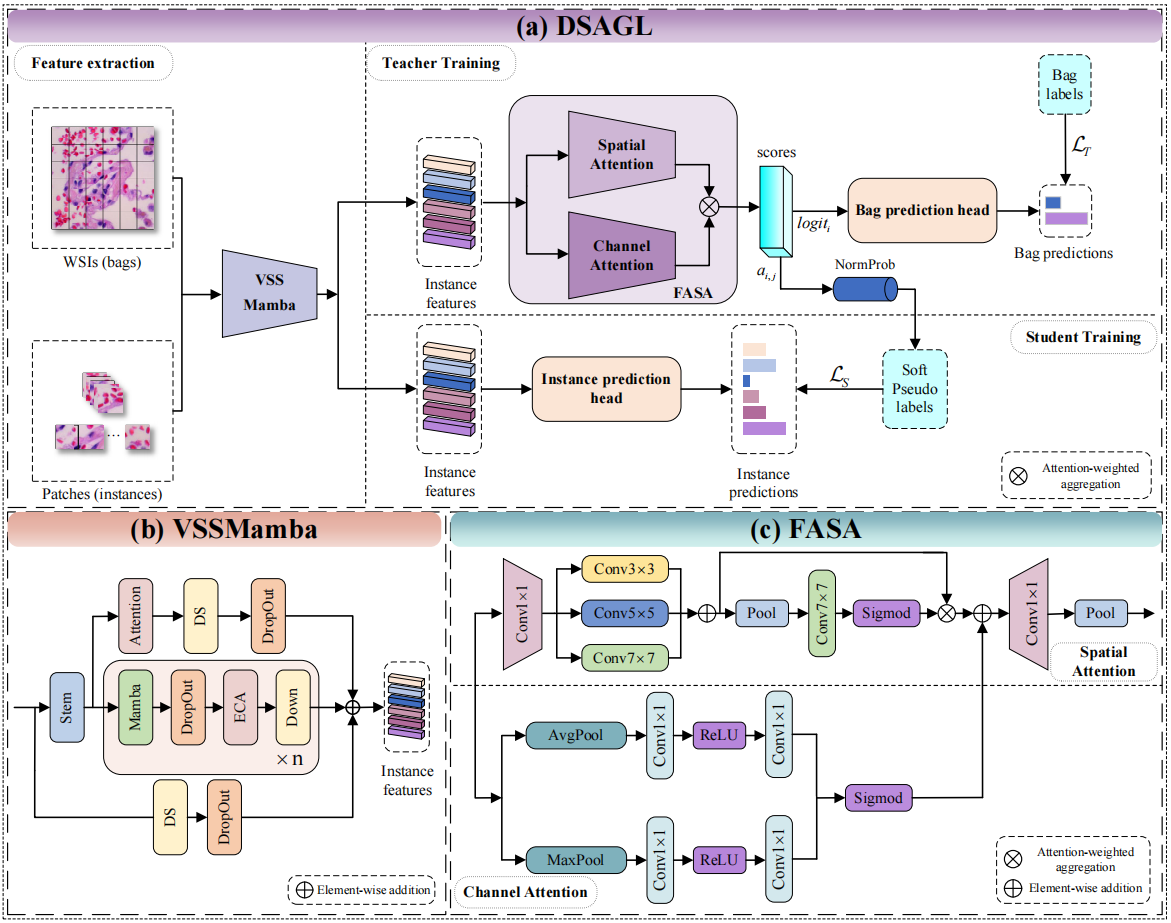 (a) DSAGL
Feature extraction
WSIs (bags)
Patches (instances)
...
VSS
Mamba
Teacher Training
Instance
features
Spatial
Attention
Channel
Attention
FASA
scores
logit_i
a_{i,j}
Bag prediction head
Bag
labels
ℒ_T
Bag predictions
NormProb
Student Training
Instance
features
Instance prediction
head
Instance
predictions
ℒ_S
Soft
Pseudo
labels
Attention-weighted
aggregation
(b) VSSMamba
Attention
DS
DropOut
Stem
Mamba
DropOut
ECA
Down
×n
DS
DropOut
Instance
features
Element-wise addition
(c) FASA
Conv1×1
Conv3×3
Conv5×5
Conv7×7
Pool
Conv7×7
Sigmod
Conv1×1
Pool
Spatial
Attention
AvgPool
Conv1×1
ReLU
Conv1×1
Sigmod
MaxPool
Conv1×1
ReLU
Conv1×1
Channel Attention
Attention-weighted
aggregation
Element-wise addition